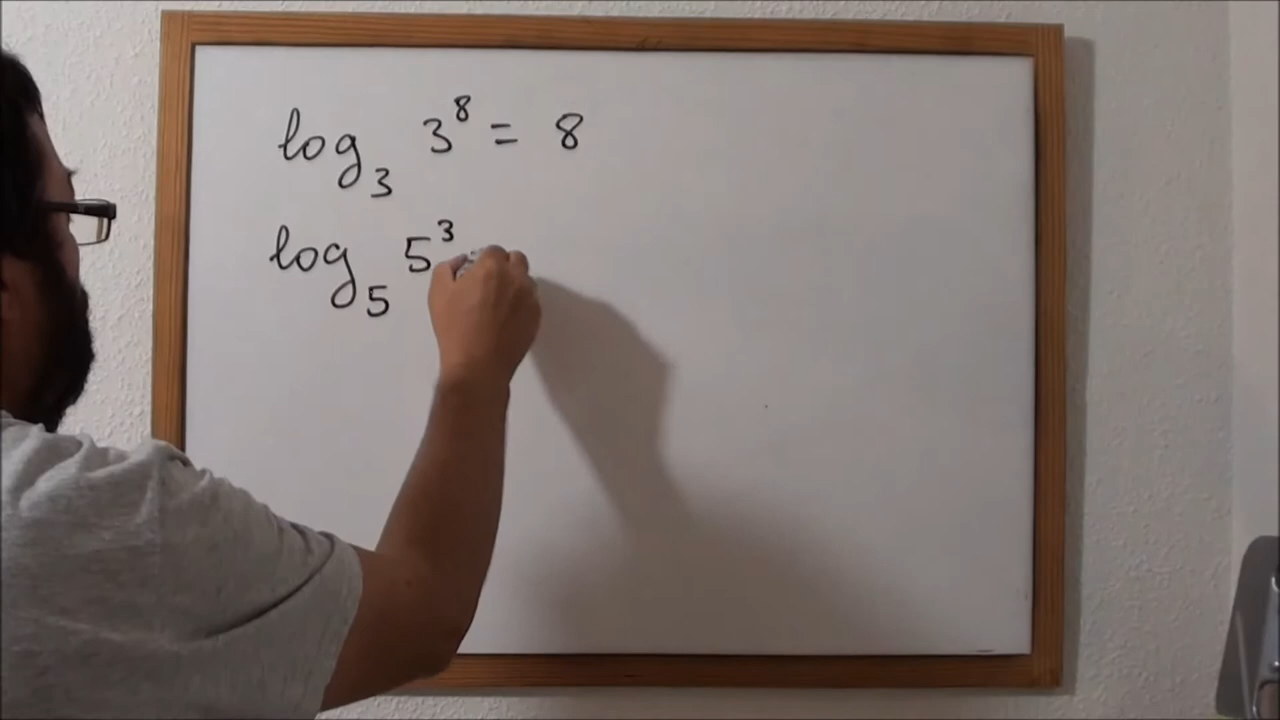 log₃ 3⁸ = 8
log₅ 5³